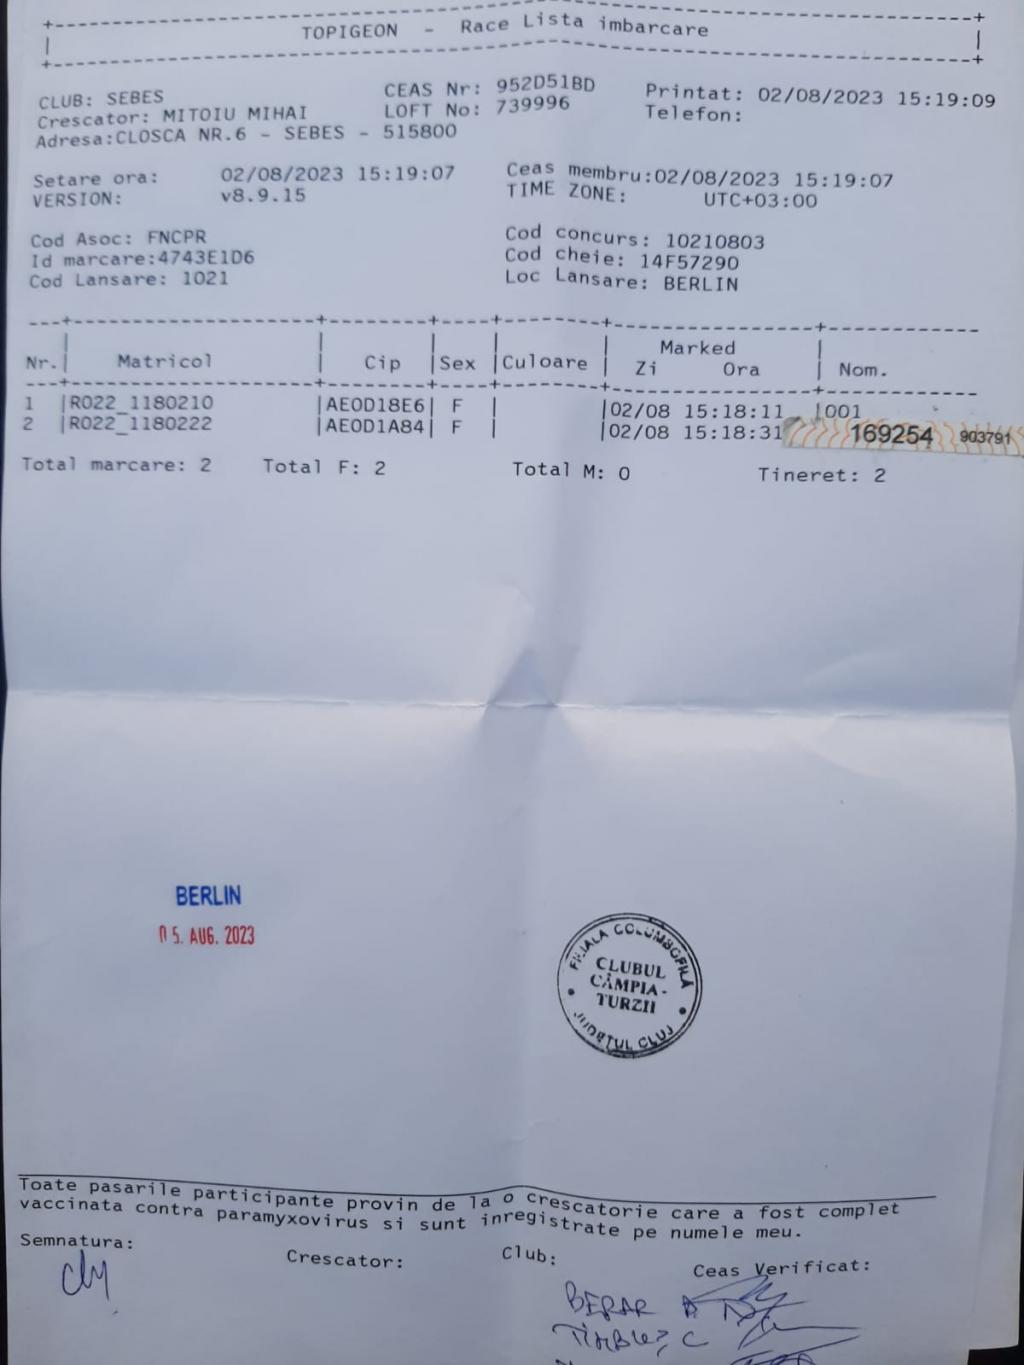 TOPIGEON - Race Lista imbarcare
CLUB: SEBES CEAS Nr: 952D51BD Printat: 02/08/2023 15:19:09
Crescator: MITOIU MIHAI LOFT No: 739996 Telefon:
Adresa:CLOSCA NR.6 - SEBES - 515800
Setare ora: 02/08/2023 15:19:07 Ceas membru:02/08/2023 15:19:07
VERSION: v8.9.15 TIME ZONE: UTC+03:00
Cod Asoc: FNCPR Cod concurs: 10210803
Id marcare:4743E1D6 Cod cheie: 14F57290
Cod Lansare: 1021 Loc Lansare: BERLIN
Marked
Nr.| Matricol | Cip |Sex |Culoare | Zi Ora | Nom.
1 |RO22_1180210 |AE0D18E6| F | |02/08 15:18:11 |001
2 |RO22_1180222 |AE0D1A84| F | |02/08 15:18:31 169254 903791
Total marcare: 2 Total F: 2 Total M: 0 Tineret: 2
BERLIN
05. AUG. 2023
FILIALA COLUMBOFILĂ
CLUBUL
CÂMPIA-
TURZII
JUDEŢUL CLUJ
Toate pasarile participante provin de la o crescatorie care a fost complet
vaccinata contra paramyxovirus si sunt inregistrate pe numele meu.
Semnatura: Crescator: Club: Ceas Verificat:
BERAR A